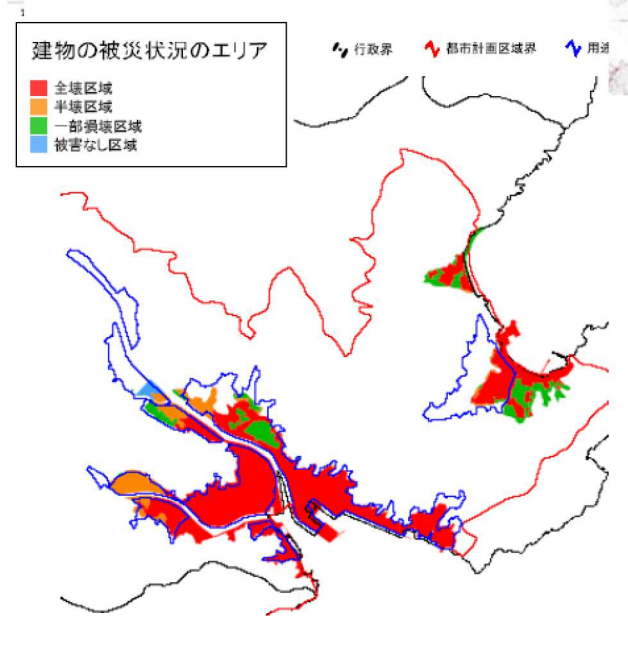 1
建物の被災状況のエリア
行政界 都市計画区域界 用途
全壊区域
半壊区域
一部損壊区域
被害なし区域